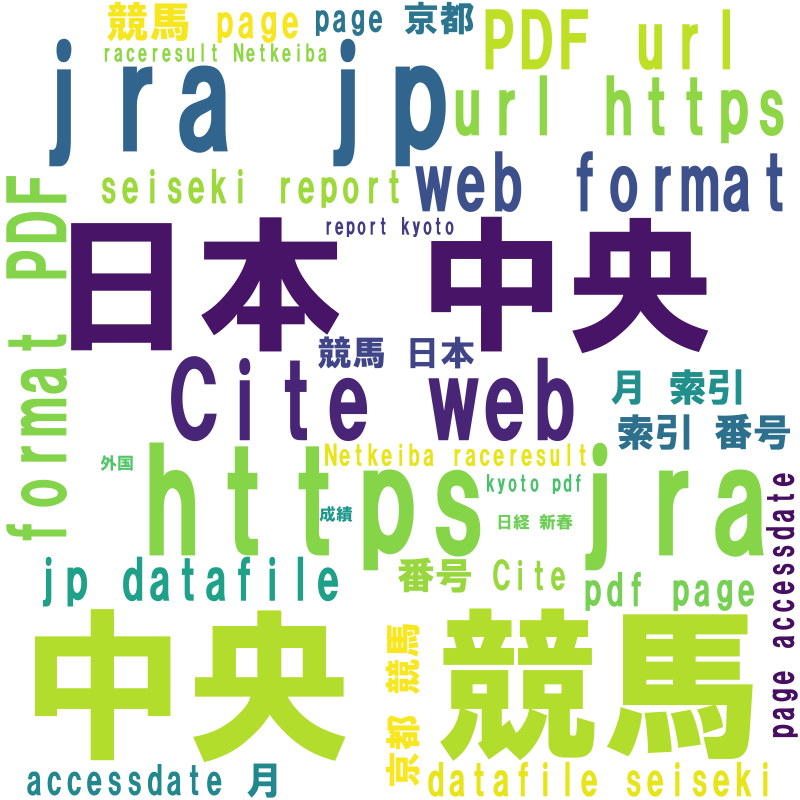 競馬 page
page 京都
PDF url
raceresult Netkeiba
jra jp
url https
seiseki report
web format
format PDF
report kyoto
日本 中央
競馬 日本
Cite web
月 索引
索引 番号
外国
Netkeiba raceresult
https jra
kyoto pdf
成績
日経 新春
page accessdate
jp datafile
番号 Cite
pdf page
中央 競馬
京都 競馬
accessdate 月
datafile seiseki